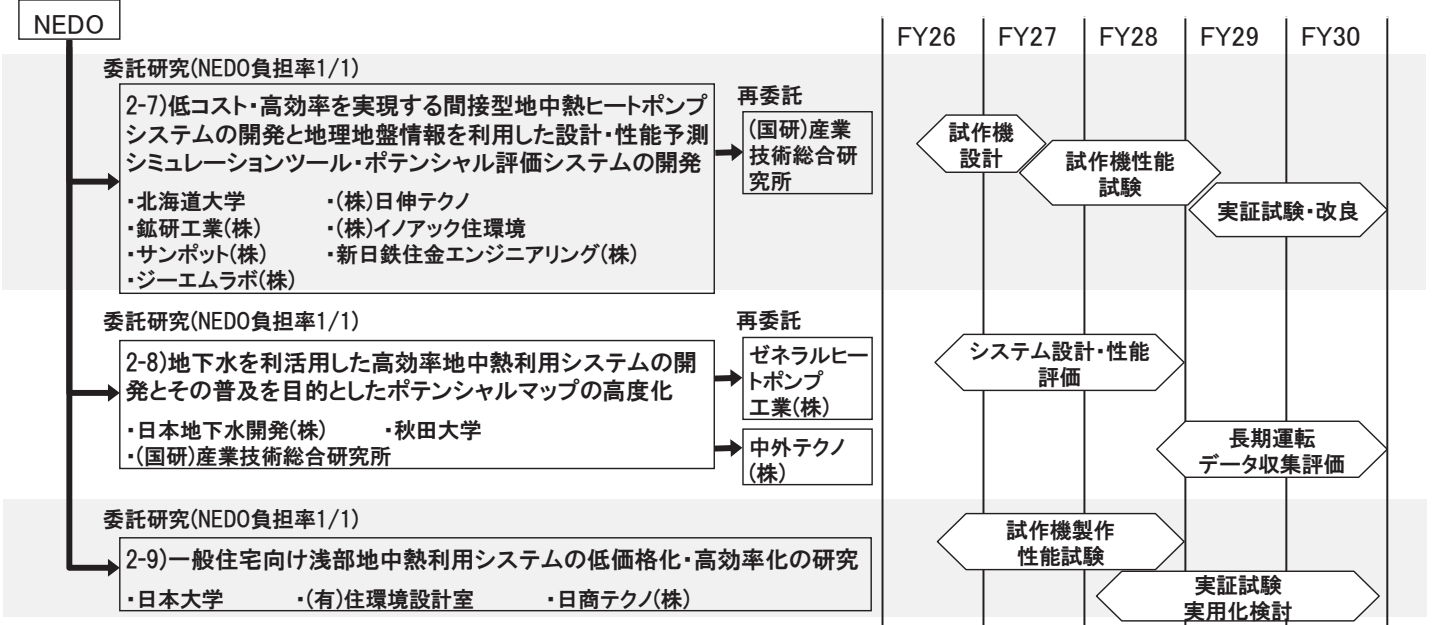 NEDO
FY26 FY27 FY28 FY29 FY30
委託研究(NEDO負担率1/1)
2-7)低コスト・高効率を実現する間接型地中熱ヒートポンプ
システムの開発と地理地盤情報を利用した設計・性能予測
シミュレーションツール・ポテンシャル評価システムの開発
・北海道大学 ・(株)日伸テクノ
・鉱研工業(株) ・(株)イノアック住環境
・サンポット(株) ・新日鉄住金エンジニアリング(株)
・ジーエムラボ(株)
再委託
(国研)産業
技術総合研
究所
試作機
設計
試作機性能
試験
実証試験・改良
委託研究(NEDO負担率1/1)
2-8)地下水を利活用した高効率地中熱利用システムの開
発とその普及を目的としたポテンシャルマップの高度化
・日本地下水開発(株) ・秋田大学
・(国研)産業技術総合研究所
再委託
ゼネラルヒー
トポンプ
工業(株)
中外テクノ
(株)
システム設計・性能
評価
長期運転
データ収集評価
委託研究(NEDO負担率1/1)
2-9)一般住宅向け浅部地中熱利用システムの低価格化・高効率化の研究
・日本大学 ・(有)住環境設計室 ・日商テクノ(株)
試作機製作
性能試験
実証試験
実用化検討